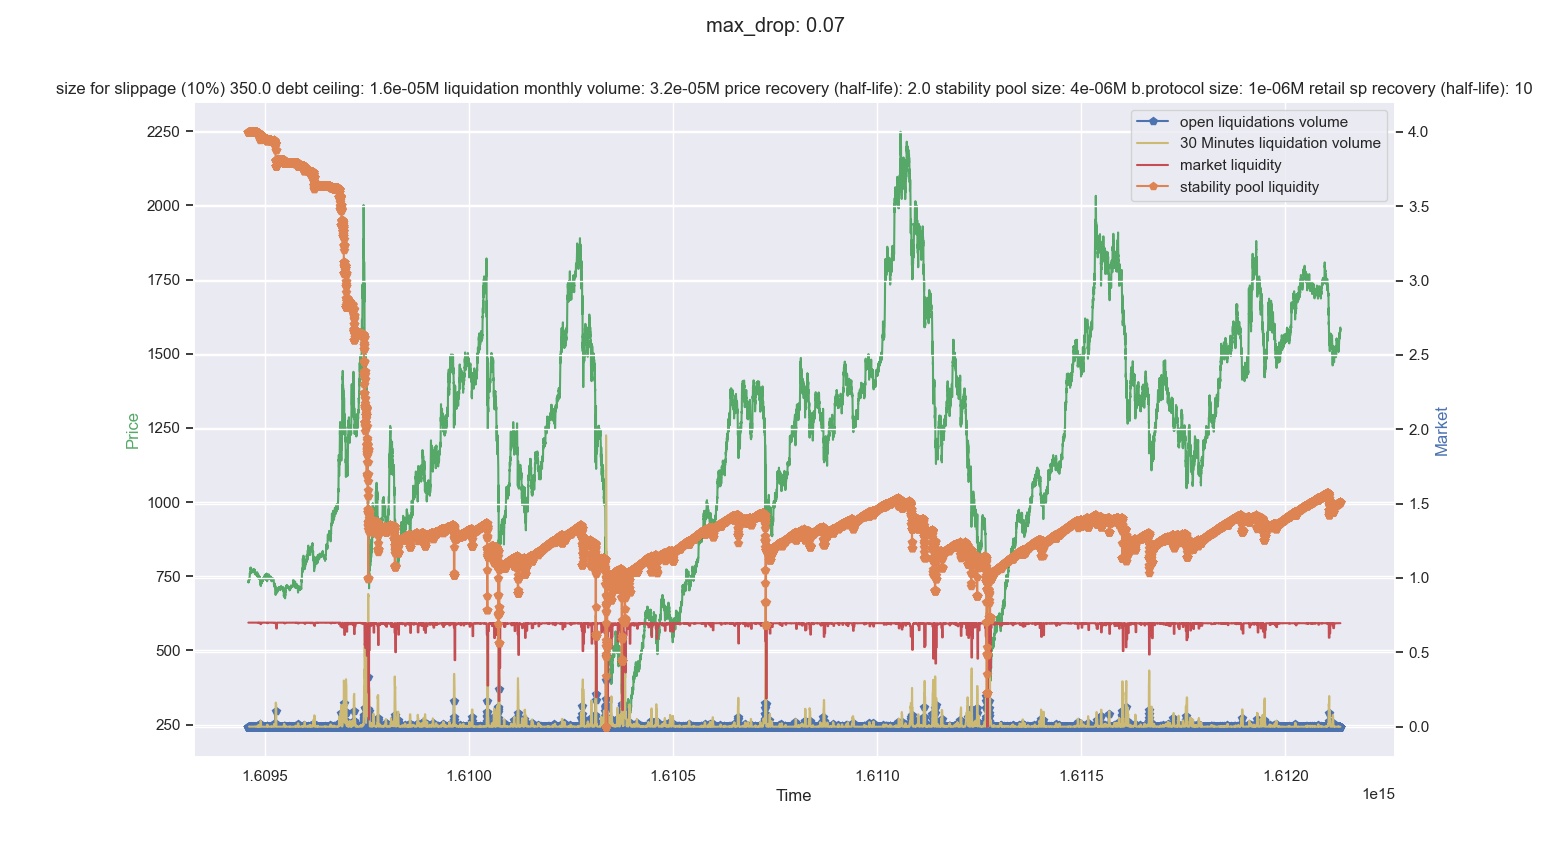 max_drop: 0.07
size for slippage (10%) 350.0 debt ceiling: 1.6e-05M liquidation monthly volume: 3.2e-05M price recovery (half-life): 2.0 stability pool size: 4e-06M b.protocol size: 1e-06M retail sp recovery (half-life): 10
open liquidations volume
30 Minutes liquidation volume
market liquidity
stability pool liquidity
2250
2000
1750
1500
1250
1000
750
500
250
Price
4.0
3.5
3.0
2.5
2.0
1.5
1.0
0.5
0.0
Market
1.6095 1.6100 1.6105 1.6110 1.6115 1.6120
Time
1e15